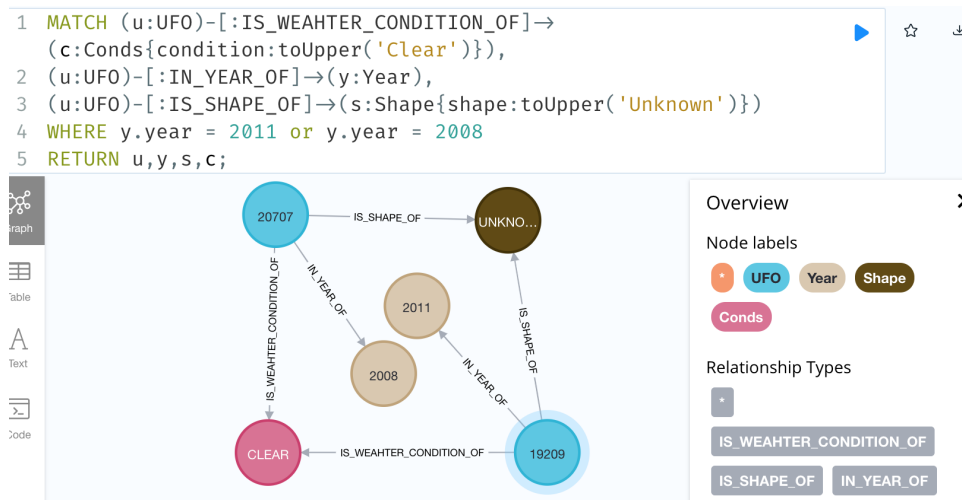 1 MATCH (u:UFO)-[:IS_WEAHTER_CONDITION_OF]→
(c:Conds{condition:toUpper('Clear')}),
2 (u:UFO)-[:IN_YEAR_OF]→(y:Year),
3 (u:UFO)-[:IS_SHAPE_OF]→(s:Shape{shape:toUpper('Unknown')})
4 WHERE y.year = 2011 or y.year = 2008
5 RETURN u,y,s,c;
Graph
Table
Text
Code
20707
IS_SHAPE_OF
UNKNO...
IN_YEAR_OF
IS_WEAHTER_CONDITION_OF
2011
2008
IS_SHAPE_OF
IN_YEAR_OF
CLEAR
IS_WEAHTER_CONDITION_OF
19209
Overview
Node labels
* UFO Year Shape
Conds
Relationship Types
*
IS_WEAHTER_CONDITION_OF
IS_SHAPE_OF IN_YEAR_OF